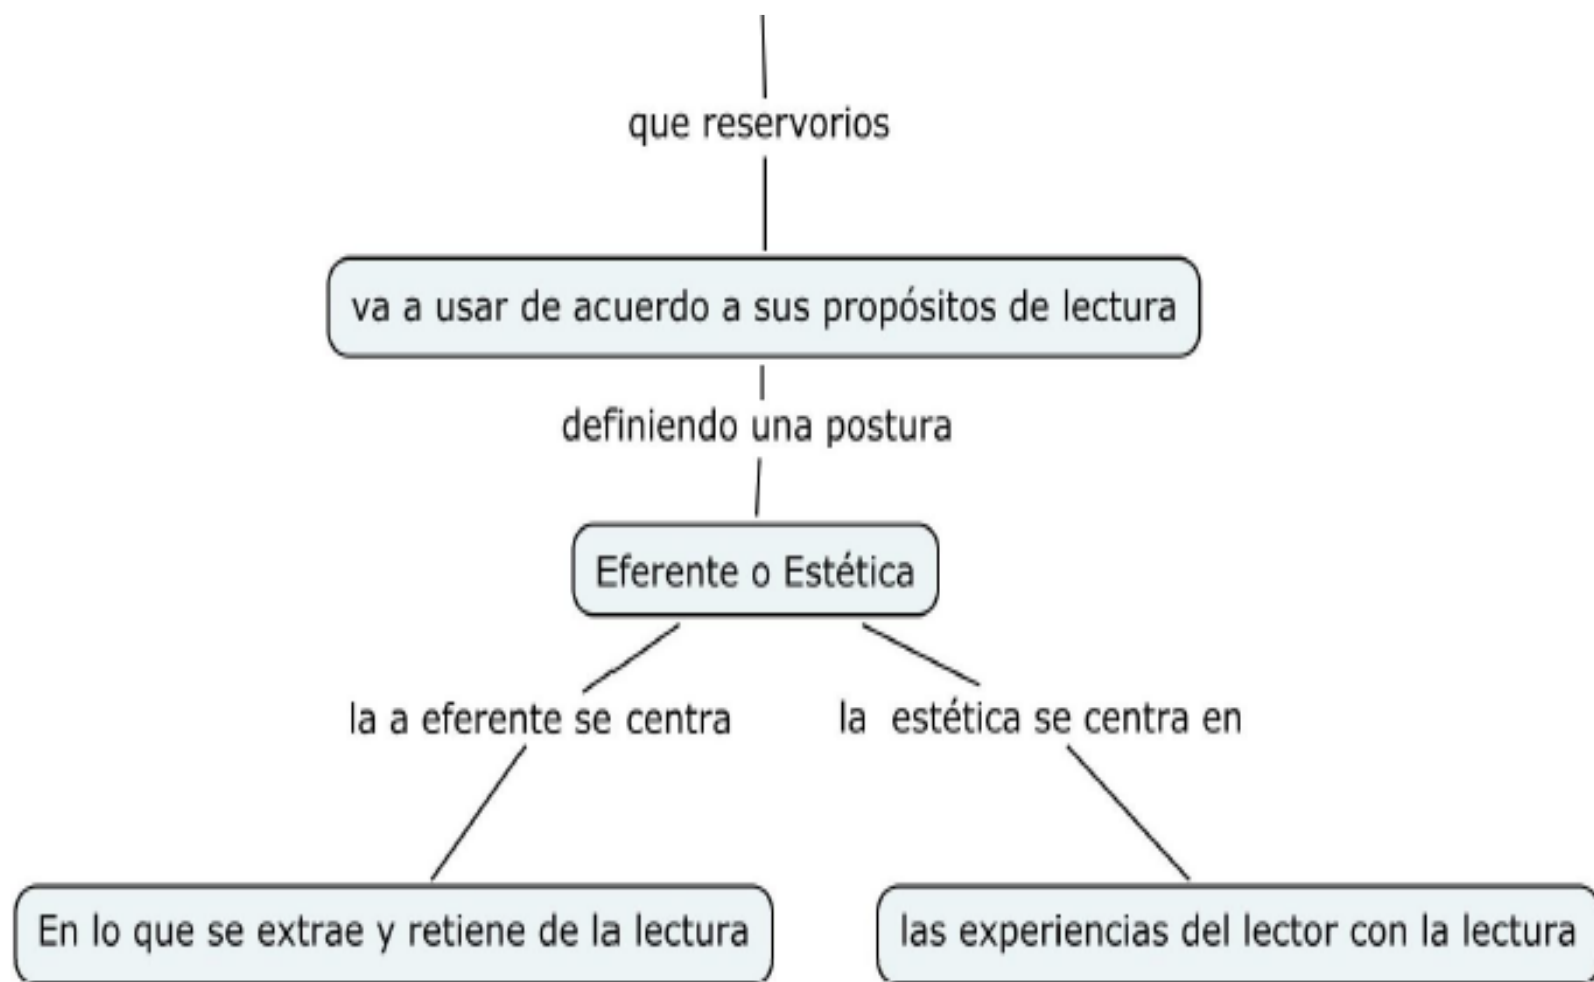 que reservorios
va a usar de acuerdo a sus propósitos de lectura
definiendo una postura
Eferente o Estética
la a eferente se centra
la estética se centra en
En lo que se extrae y retiene de la lectura
las experiencias del lector con la lectura